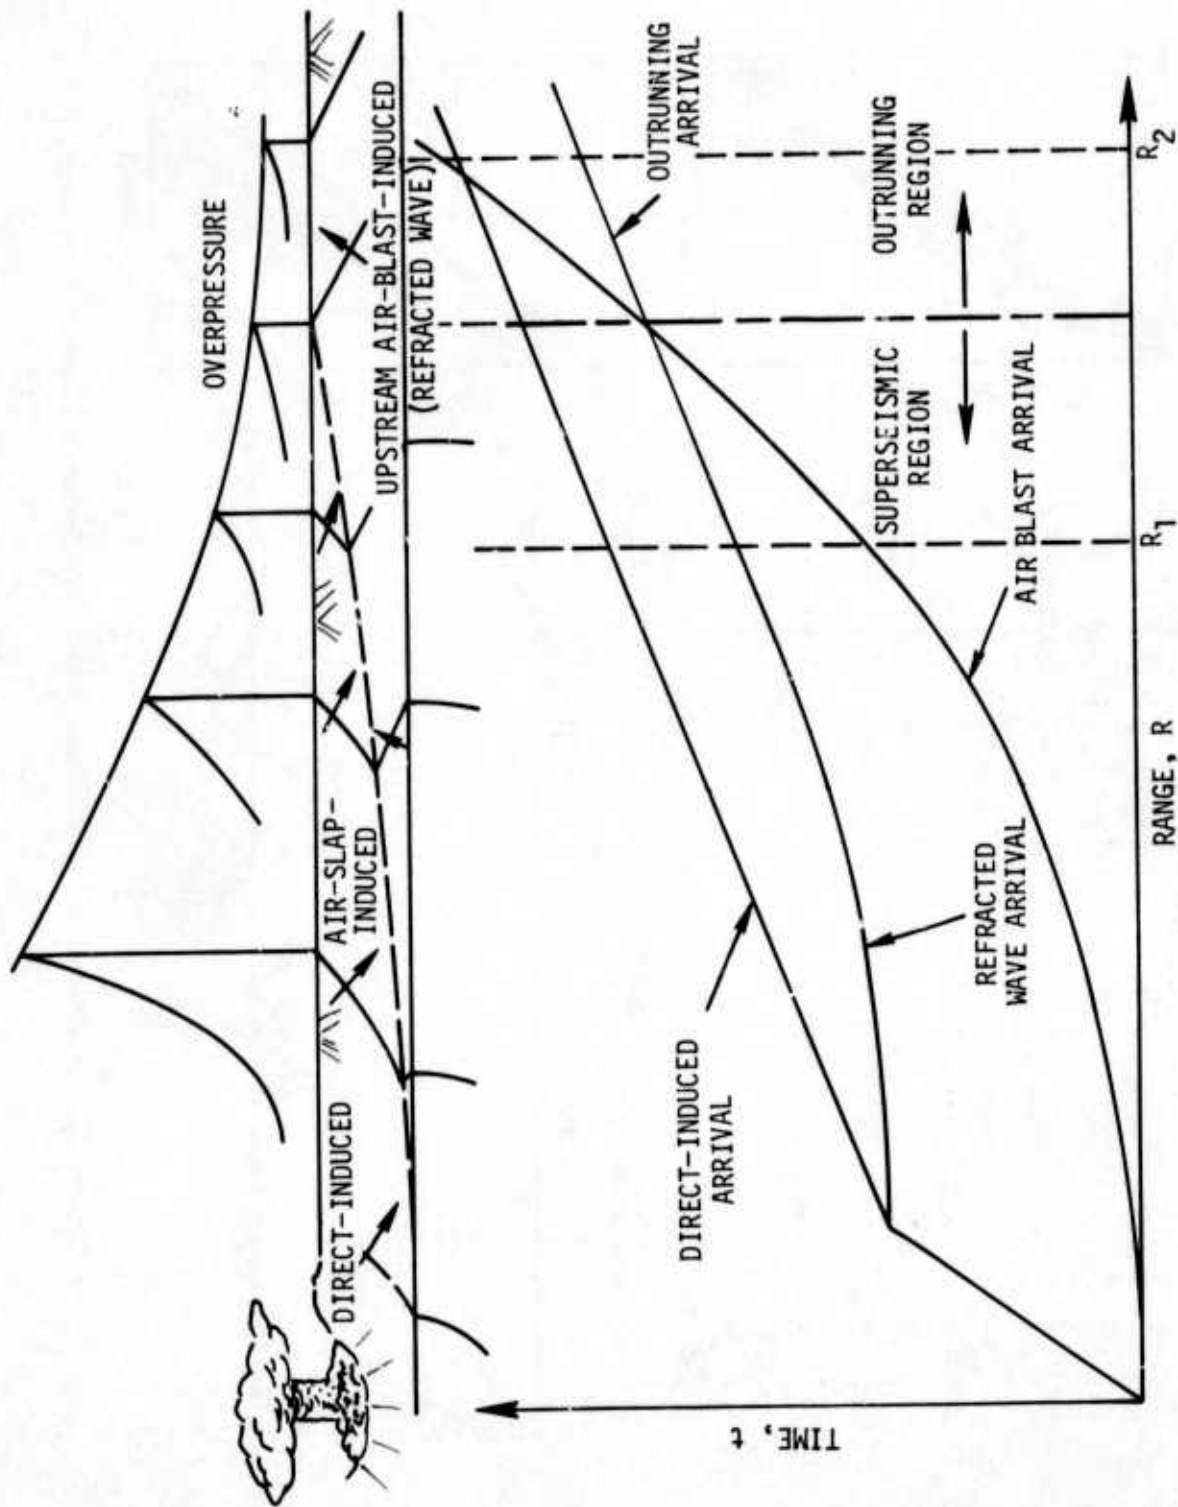 OVERPRESSURE
AIR-SLAP-
INDUCED
DIRECT-INDUCED
UPSTREAM AIR-BLAST-INDUCED
(REFRACTED WAVE)
OUTRUNNING
ARRIVAL
DIRECT-INDUCED
ARRIVAL
REFRACTED
WAVE ARRIVAL
SUPERSEISMIC
REGION
OUTRUNNING
REGION
AIR BLAST ARRIVAL
TIME, t
R1
R2
RANGE, R